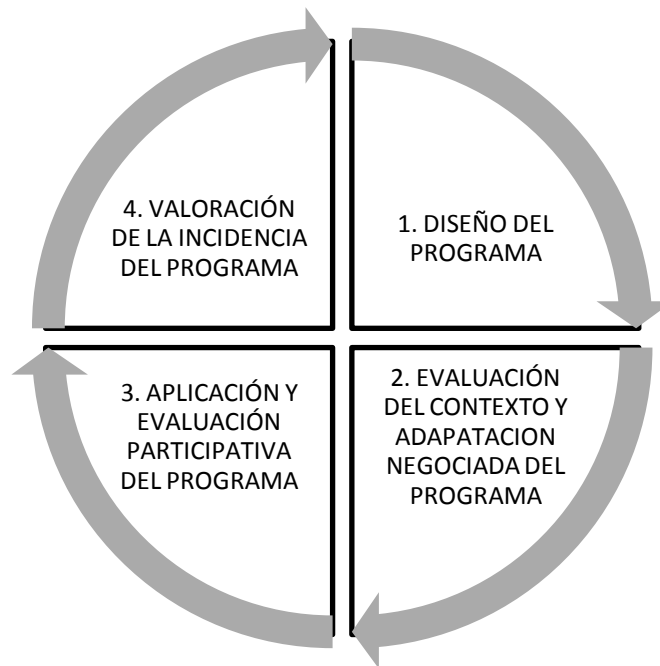 1. DISEÑO DEL
PROGRAMA
2. EVALUACIÓN
DEL CONTEXTO Y
ADAPATACION
NEGOCIADA DEL
PROGRAMA
3. APLICACIÓN Y
EVALUACIÓN
PARTICIPATIVA
DEL PROGRAMA
4. VALORACIÓN
DE LA INCIDENCIA
DEL PROGRAMA